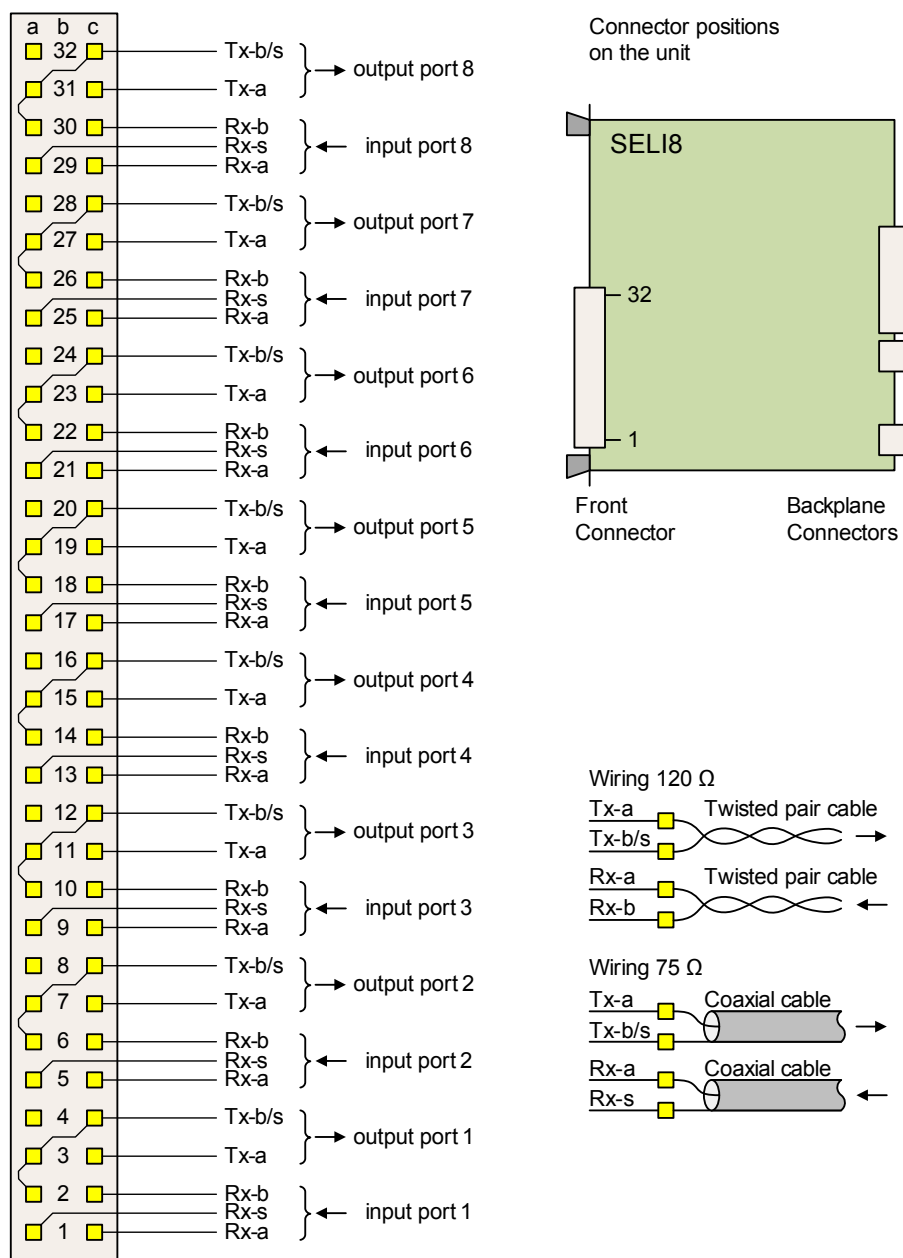 a b c
32 Tx-b/s
output port 8
31 Tx-a
30 Rx-b
Rx-s
input port 8
29 Rx-a
28 Tx-b/s
output port 7
27 Tx-a
26 Rx-b
Rx-s
input port 7
25 Rx-a
24 Tx-b/s
output port 6
23 Tx-a
22 Rx-b
Rx-s
input port 6
21 Rx-a
20 Tx-b/s
output port 5
19 Tx-a
18 Rx-b
Rx-s
input port 5
17 Rx-a
16 Tx-b/s
output port 4
15 Tx-a
14 Rx-b
Rx-s
input port 4
13 Rx-a
12 Tx-b/s
output port 3
11 Tx-a
10 Rx-b
Rx-s
input port 3
9 Rx-a
8 Tx-b/s
output port 2
7 Tx-a
6 Rx-b
Rx-s
input port 2
5 Rx-a
4 Tx-b/s
output port 1
3 Tx-a
2 Rx-b
Rx-s
input port 1
1 Rx-a
Connector positions
on the unit
SELI8
32
1
Front
Connector
Backplane
Connectors
Wiring 120 Ω
Tx-a Twisted pair cable
Tx-b/s
Rx-a Twisted pair cable
Rx-b
Wiring 75 Ω
Tx-a Coaxial cable
Tx-b/s
Rx-a Coaxial cable
Rx-s